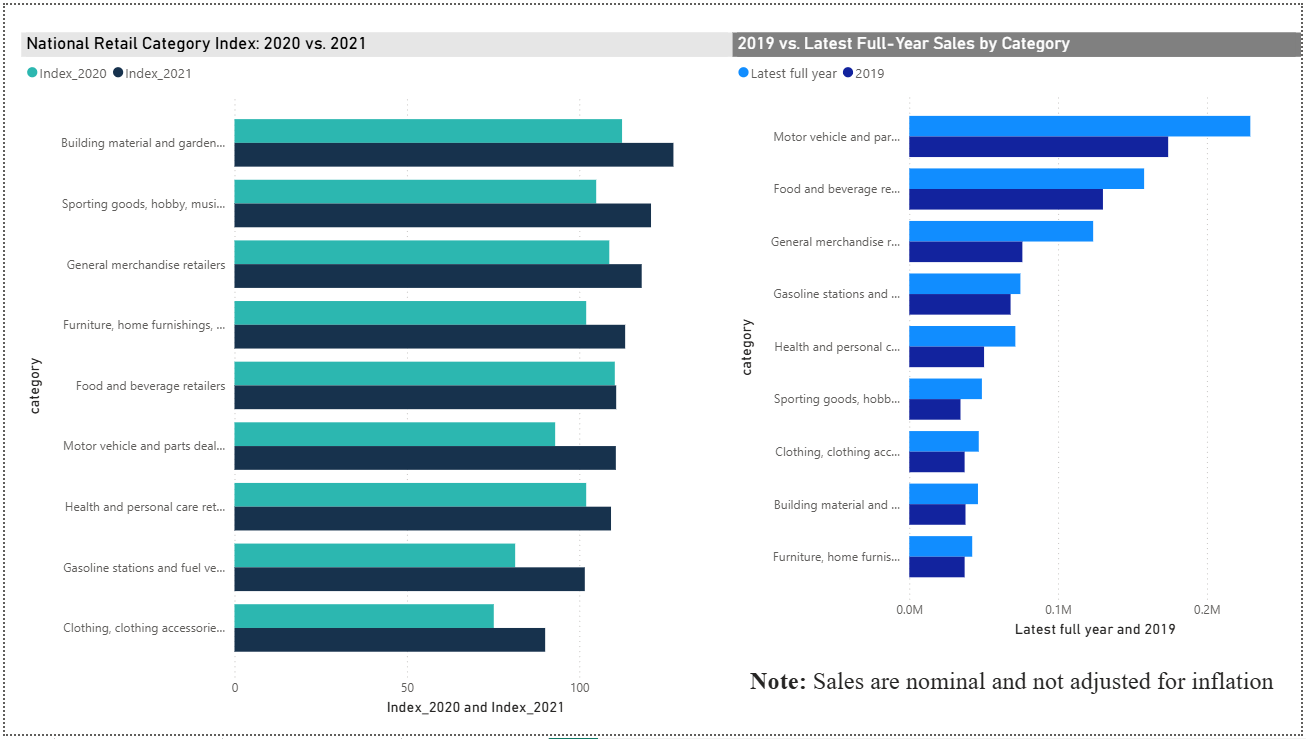 National Retail Category Index: 2020 vs. 2021
Index_2020 Index_2021
category
Building material and garden...
Sporting goods, hobby, musi...
General merchandise retailers
Furniture, home furnishings, ...
Food and beverage retailers
Motor vehicle and parts deal...
Health and personal care ret...
Gasoline stations and fuel ve...
Clothing, clothing accessorie...
0 50 100
Index_2020 and Index_2021
2019 vs. Latest Full-Year Sales by Category
Latest full year 2019
category
Motor vehicle and par...
Food and beverage re...
General merchandise r...
Gasoline stations and ...
Health and personal c...
Sporting goods, hobb...
Clothing, clothing acc...
Building material and ...
Furniture, home furnis...
0.0M 0.1M 0.2M
Latest full year and 2019
Note: Sales are nominal and not adjusted for inflation